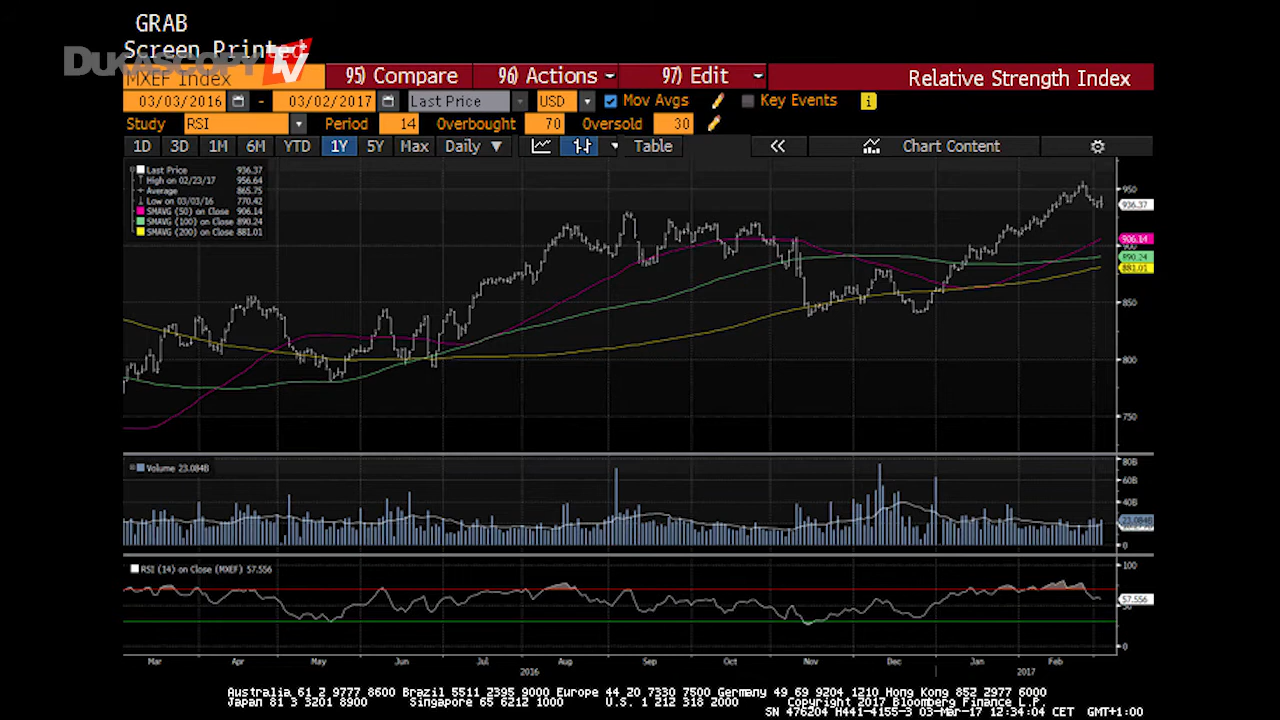 GRAB
Screen Printed
DUKASCOPY TV
MXEF Index 95) Compare 96) Actions 97) Edit Relative Strength Index
03/03/2016 - 03/02/2017 Last Price USD Mov Avgs Key Events
Study RSI Period 14 Overbought 70 Oversold 30
1D 3D 1M 6M YTD 1Y 5Y Max Daily ▼ Table « Chart Content
Last Price 936.37
High on 02/23/17 956.64
Average 865.75
Low on 03/03/16 770.42
SMAVG (50) on Close 906.14
SMAVG (100) on Close 890.24
SMAVG (200) on Close 881.01
950
936.37
906.14
900
890.24
881.01
850
800
750
Volume 23.084B
80B
60B
40B
23.084B
0
RSI (14) on Close (MXEF) 57.556
100
57.556
50
0
Mar Apr May Jun Jul Aug Sep Oct Nov Dec Jan Feb
2016 2017
Australia 61 2 9777 8600 Brazil 5511 2395 9000 Europe 44 20 7330 7500 Germany 49 69 9204 1210 Hong Kong 852 2977 6000
Japan 81 3 3201 8900 Singapore 65 6212 1000 U.S. 1 212 318 2000 Copyright 2017 Bloomberg Finance L.P.
SN 476204 H441-4155-3 03-Mar-17 12:34:04 CET GMT+1:00